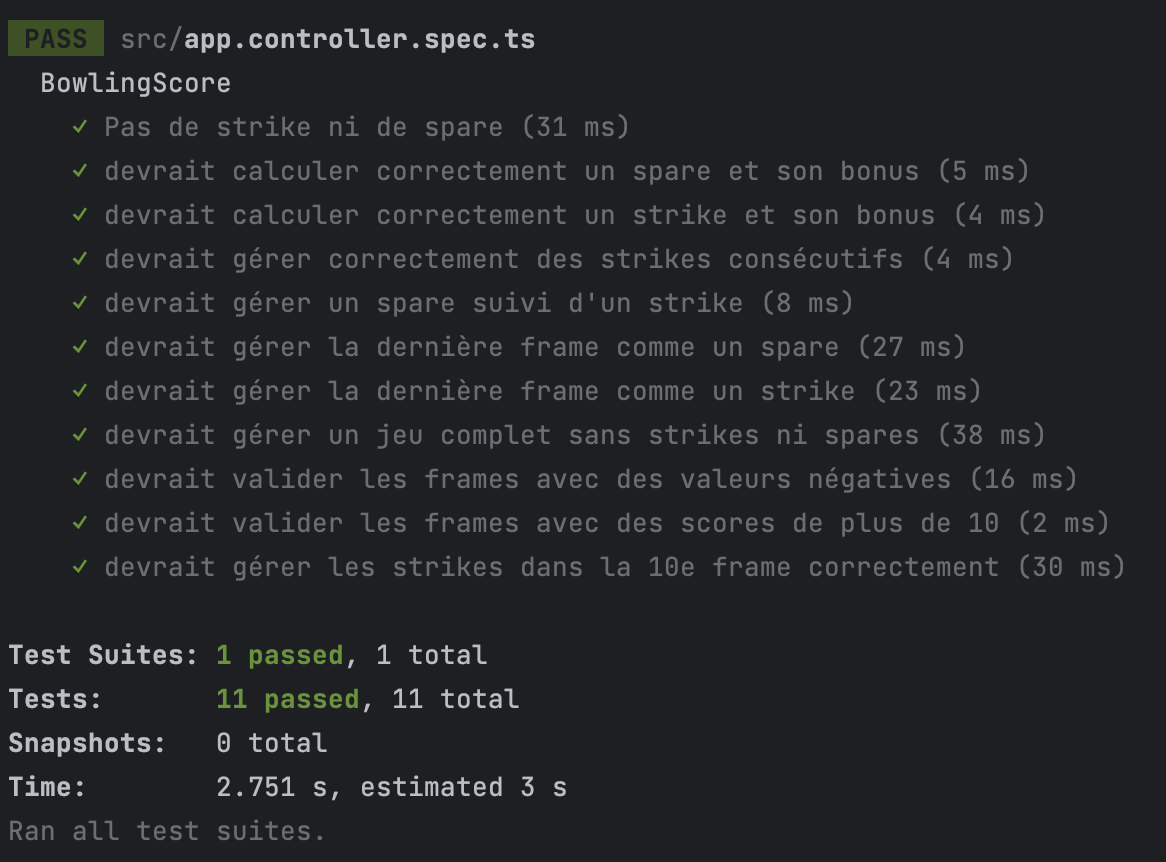 PASS src/app.controller.spec.ts
BowlingScore
✓ Pas de strike ni de spare (31 ms)
✓ devrait calculer correctement un spare et son bonus (5 ms)
✓ devrait calculer correctement un strike et son bonus (4 ms)
✓ devrait gérer correctement des strikes consécutifs (4 ms)
✓ devrait gérer un spare suivi d'un strike (8 ms)
✓ devrait gérer la dernière frame comme un spare (27 ms)
✓ devrait gérer la dernière frame comme un strike (23 ms)
✓ devrait gérer un jeu complet sans strikes ni spares (38 ms)
✓ devrait valider les frames avec des valeurs négatives (16 ms)
✓ devrait valider les frames avec des scores de plus de 10 (2 ms)
✓ devrait gérer les strikes dans la 10e frame correctement (30 ms)
Test Suites: 1 passed, 1 total
Tests: 11 passed, 11 total
Snapshots: 0 total
Time: 2.751 s, estimated 3 s
Ran all test suites.